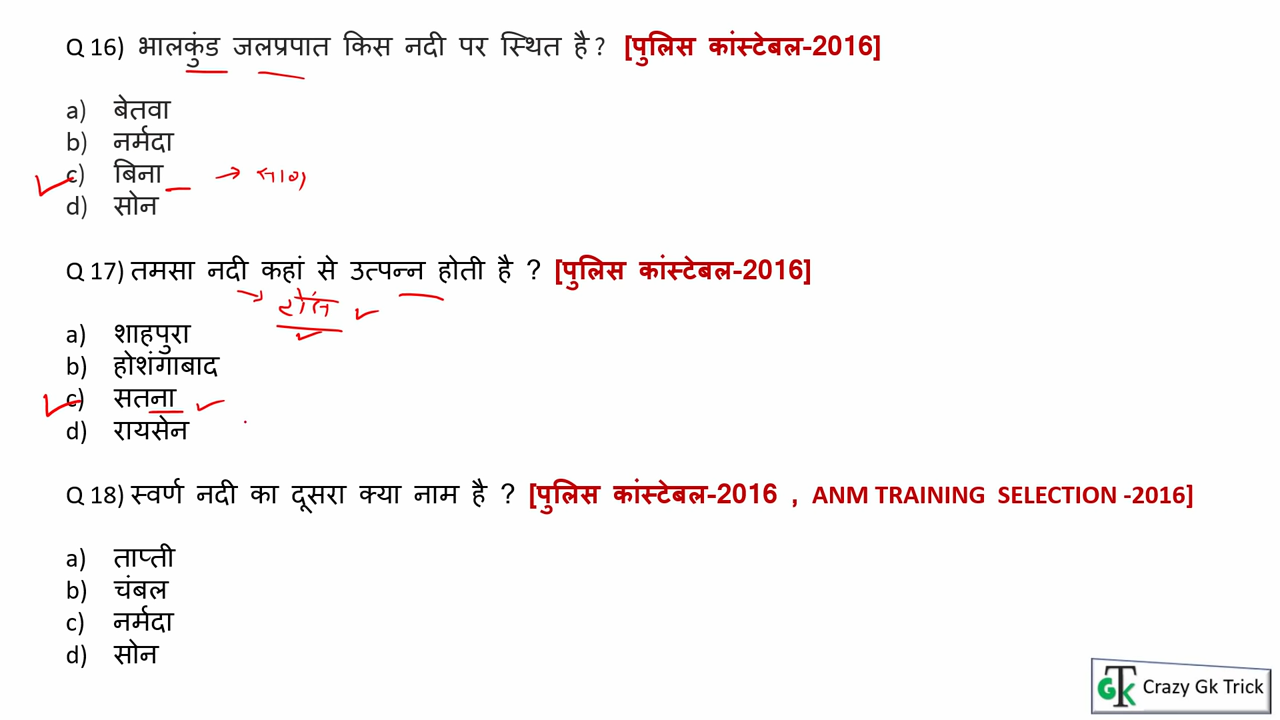 Q 16) भालकुंड जलप्रपात किस नदी पर स्थित है? [पुलिस कांस्टेबल-2016]
a) बेतवा
b) नर्मदा
c) बिना
d) सोन
Q 17) तमसा नदी कहां से उत्पन्न होती है ? [पुलिस कांस्टेबल-2016]
a) शाहपुरा
b) होशंगाबाद
c) सतना
d) रायसेन
Q 18) स्वर्ण नदी का दूसरा क्या नाम है ? [पुलिस कांस्टेबल-2016 , ANM TRAINING SELECTION -2016]
a) ताप्ती
b) चंबल
c) नर्मदा
d) सोन
GTK Crazy Gk Trick